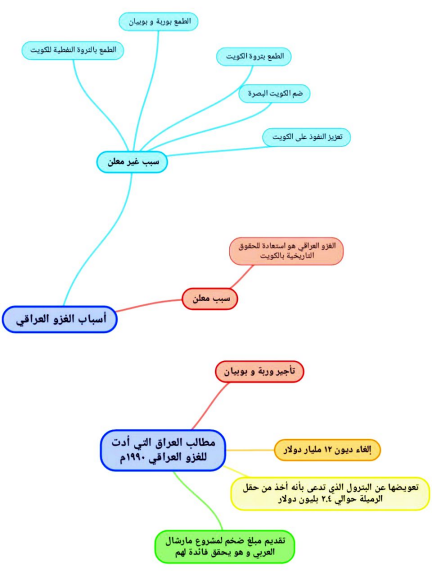 الطمع بوربة و بوبيان
الطمع بالثروة النفطية للكويت
الطمع بثروة الكويت
ضم الكويت البصرة
تعزيز النفوذ على الكويت
سبب غير معلن
الغزو العراقي هو استعادة للحقوق
التاريخية بالكويت
سبب معلن
أسباب الغزو العراقي
تأجير وربة و بوبيان
مطالب العراق التي أدت
للغزو العراقي ١٩٩٠م
إلغاء ديون ١٢ مليار دولار
تعويضها عن البترول الذي تدعى بأنه أخذ من حقل
الرميلة حوالي ٢.٤ بليون دولار
تقديم مبلغ ضخم لمشروع مارشال
العربي و هو يحقق فائدة لهم